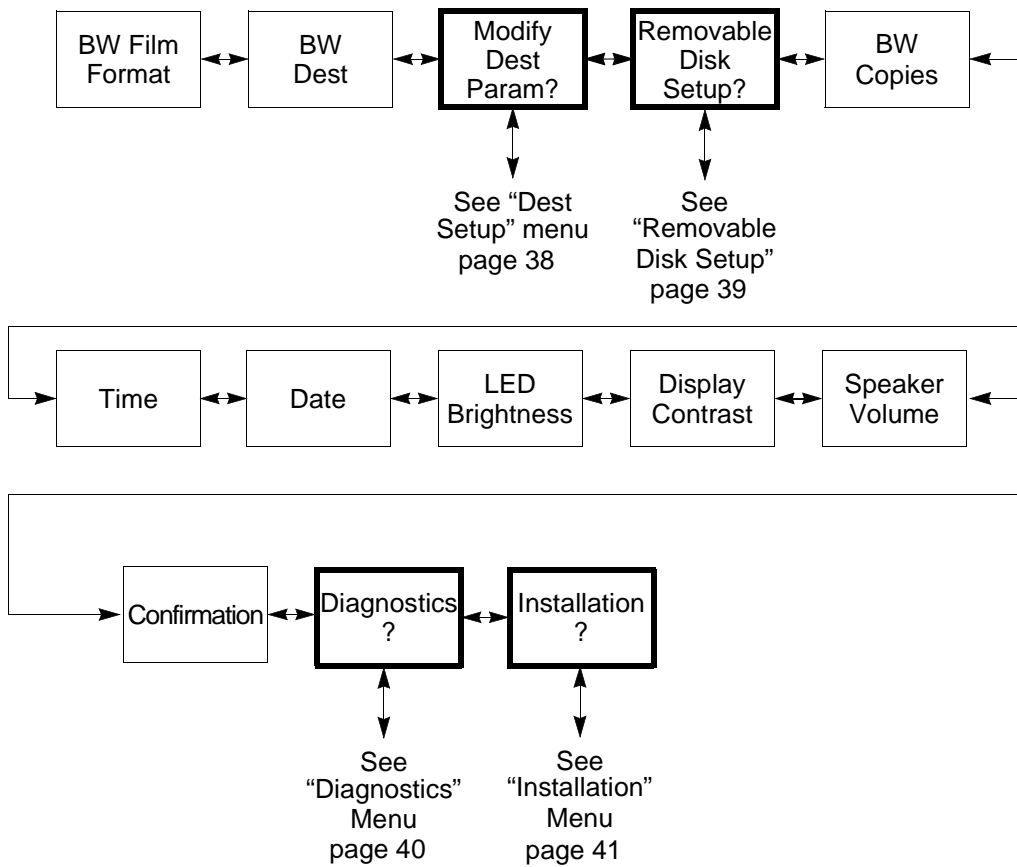 BW Film
Format
BW
Dest
Modify
Dest
Param?
Removable
Disk
Setup?
BW
Copies
See “Dest
Setup” menu
page 38
See
“Removable
Disk Setup”
page 39
Time
Date
LED
Brightness
Display
Contrast
Speaker
Volume
Confirmation
Diagnostics
?
Installation
?
See
“Diagnostics”
Menu
page 40
See
“Installation”
Menu
page 41